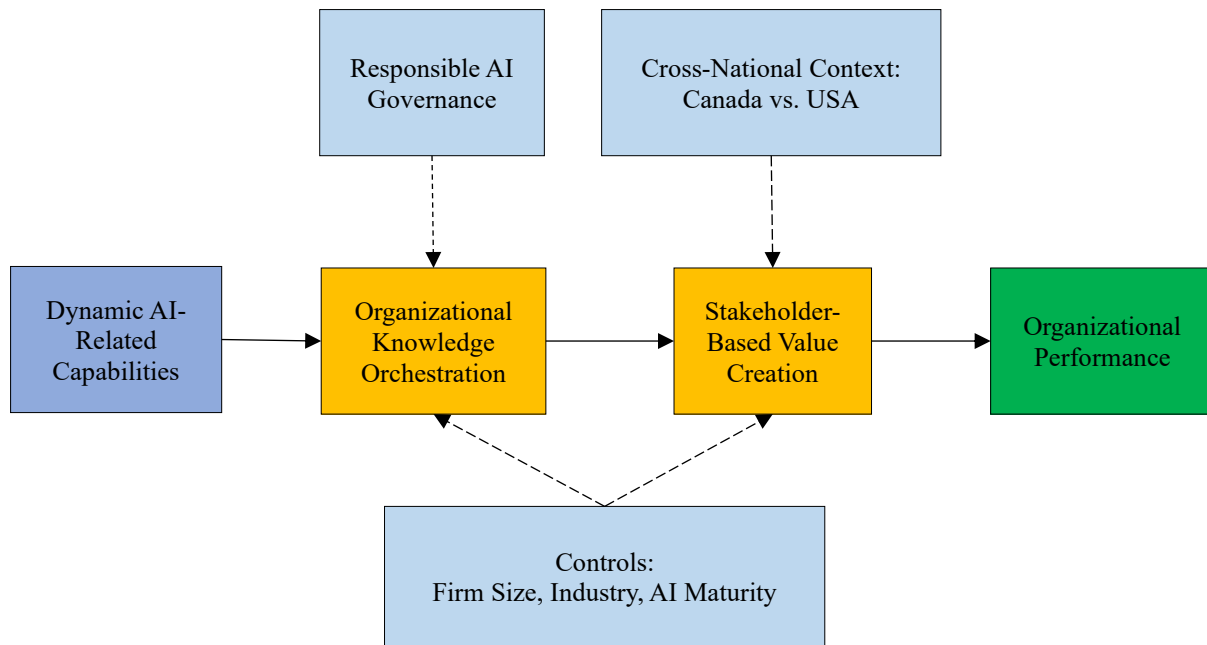 Responsible AI
Governance
Cross-National Context:
Canada vs. USA
Dynamic AI-
Related
Capabilities
Organizational
Knowledge
Orchestration
Stakeholder-
Based Value
Creation
Organizational
Performance
Controls:
Firm Size, Industry, AI Maturity